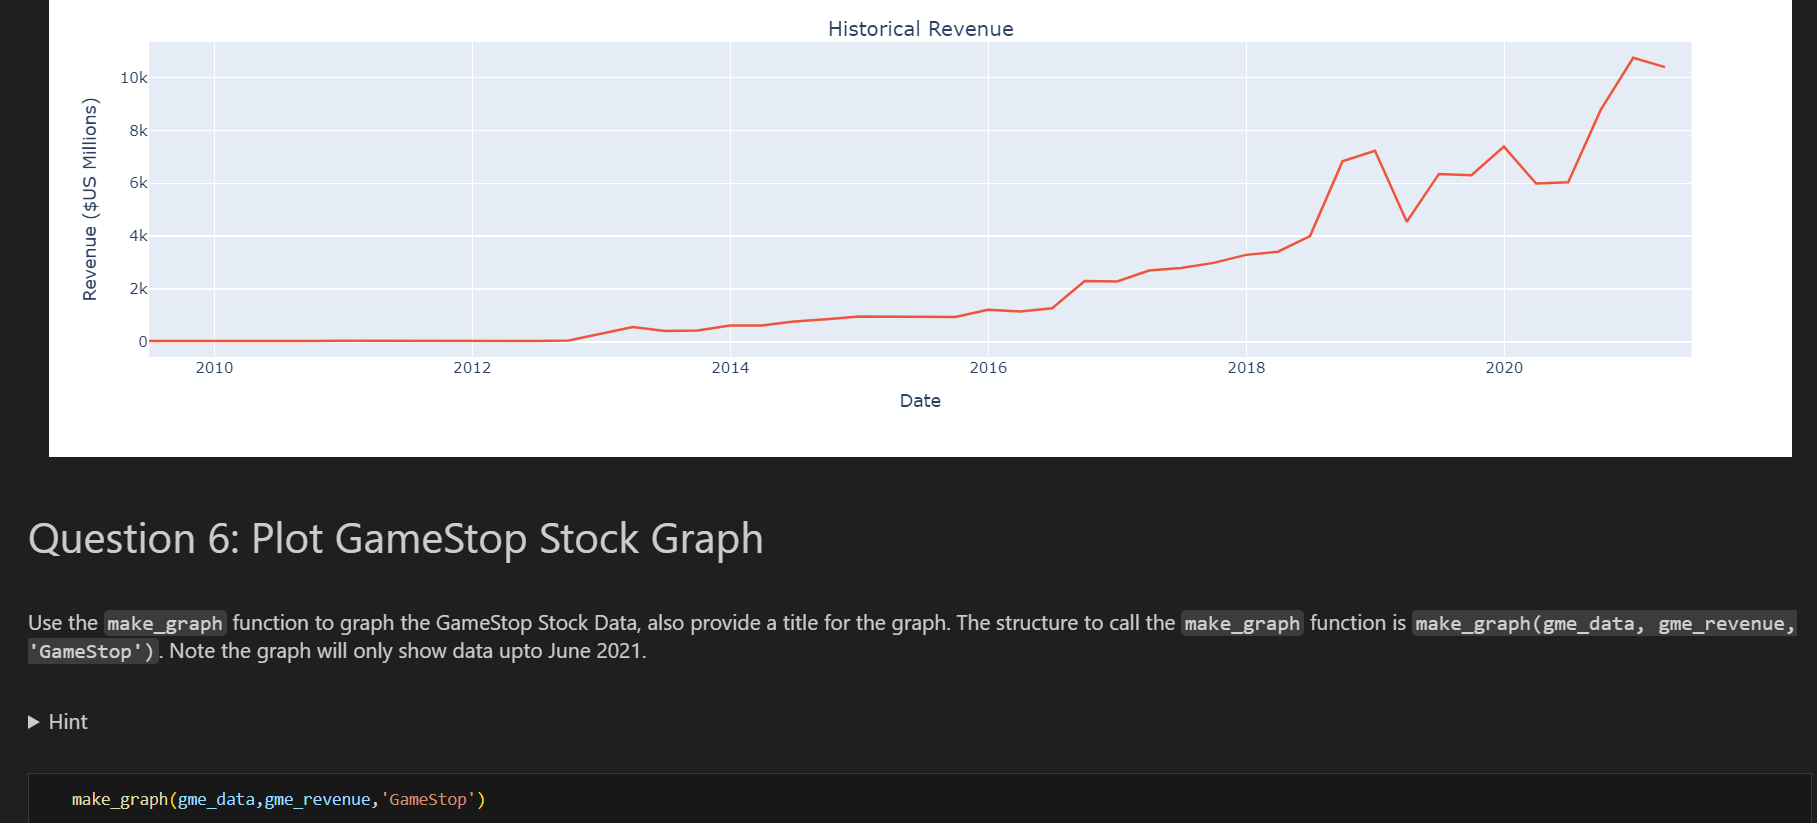 Historical Revenue
Revenue ($US Millions)
10k
8k
6k
4k
2k
0
2010 2012 2014 2016 2018 2020
Date
Question 6: Plot GameStop Stock Graph
Use the make_graph function to graph the GameStop Stock Data, also provide a title for the graph. The structure to call the make_graph function is make_graph(gme_data, gme_revenue,
'GameStop'). Note the graph will only show data upto June 2021.
▶ Hint
make_graph(gme_data,gme_revenue,'GameStop')